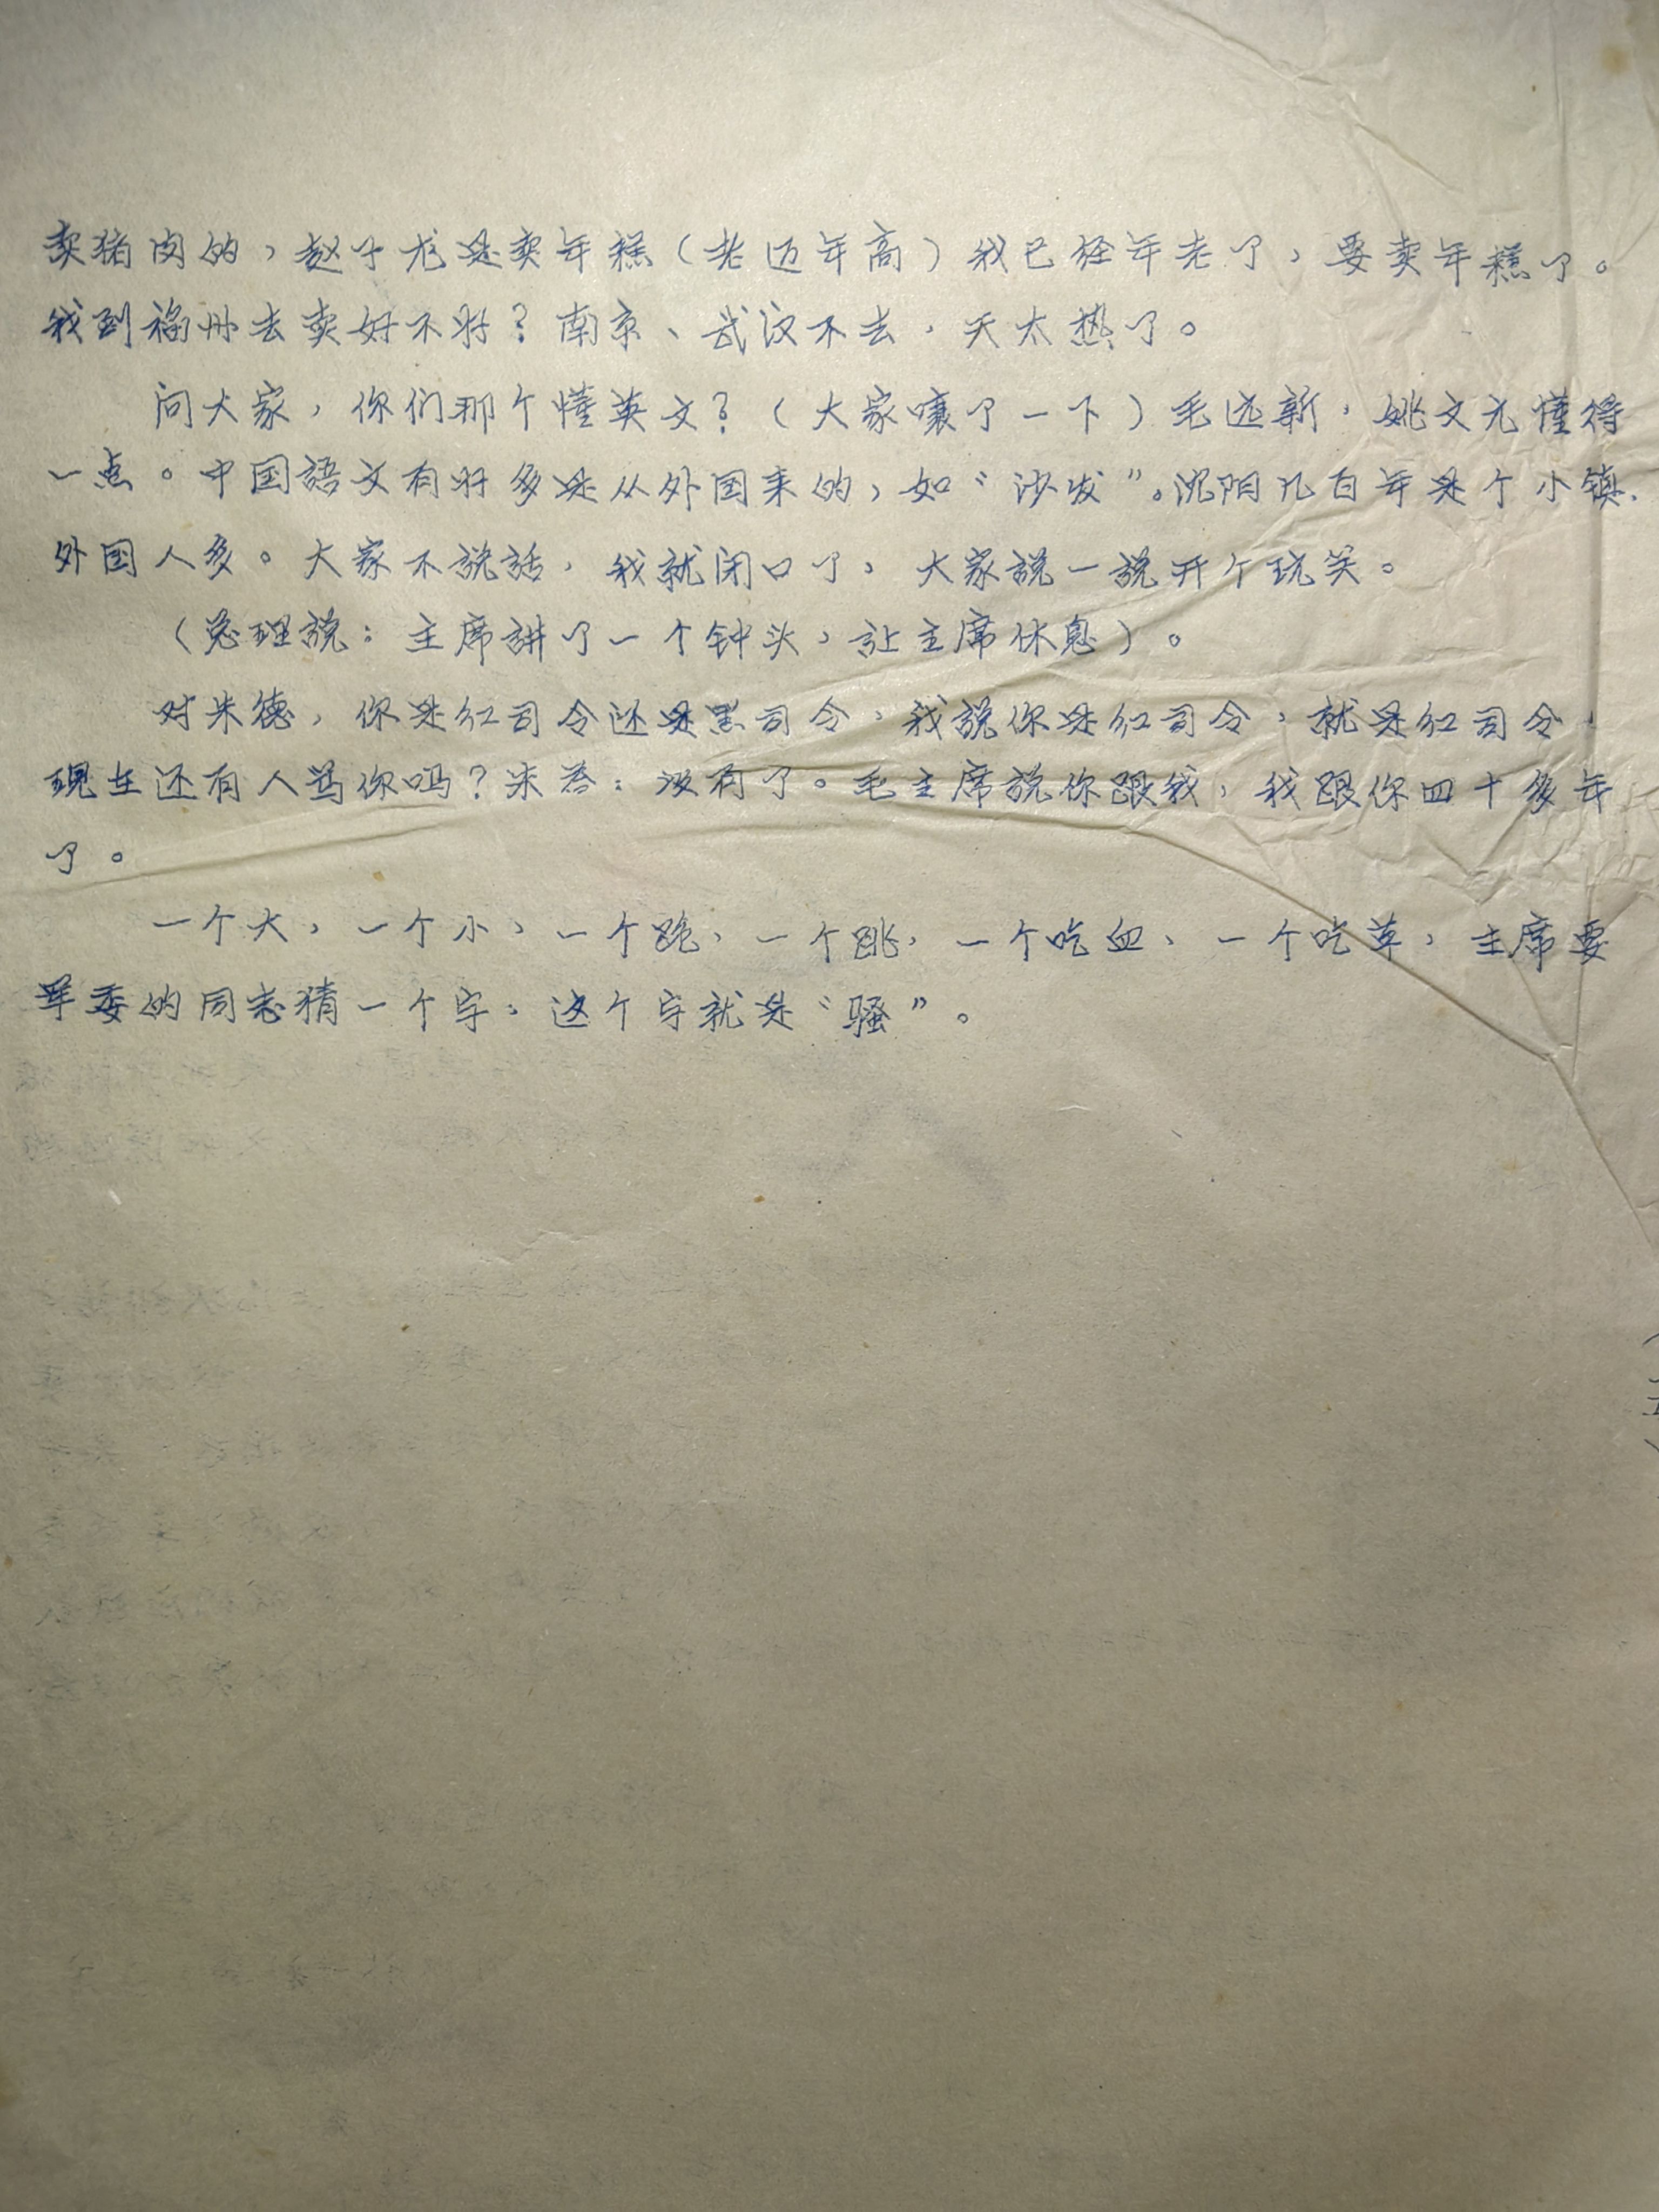 卖猪肉的，赵子龙是卖年糕（老迈年高）我已经年老了，要卖年糕了。
我到福州去卖好不好？南京、武汉不去，天太热了。
问大家，你们那个懂英文？（大家嚷了一下）毛远新，姚文元懂得
一点。中国語文有好多是从外国来的，如“沙发”。沈阳几百年是个小镇，
外国人多。大家不説話，我就闭口了，大家説一説开个玩笑。
（总理説：主席讲了一个钟头，让主席休息）。
对朱德，你是红司令还是黑司令，我説你是红司令，就是红司令，
现在还有人骂你吗？朱荅：没有了。毛主席説你跟我，我跟你四十多年
了。
一个大，一个小，一个跑，一个跳，一个吃血，一个吃草，主席要
军委的同志猜一个字，这个字就是“骚”。